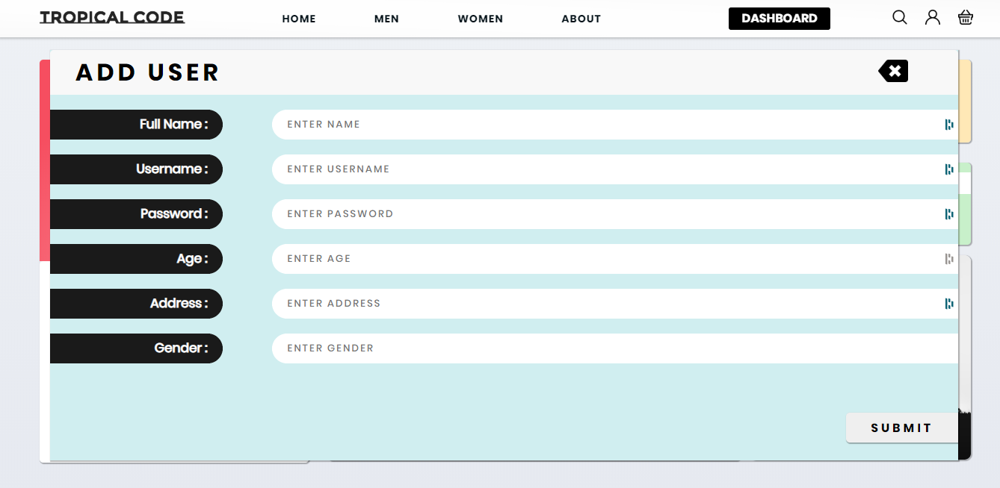 TROPICAL CODE
HOME
MEN
WOMEN
ABOUT
DASHBOARD
ADD USER
Full Name :
ENTER NAME
Username :
ENTER USERNAME
Password :
ENTER PASSWORD
Age :
ENTER AGE
Address :
ENTER ADDRESS
Gender :
ENTER GENDER
SUBMIT